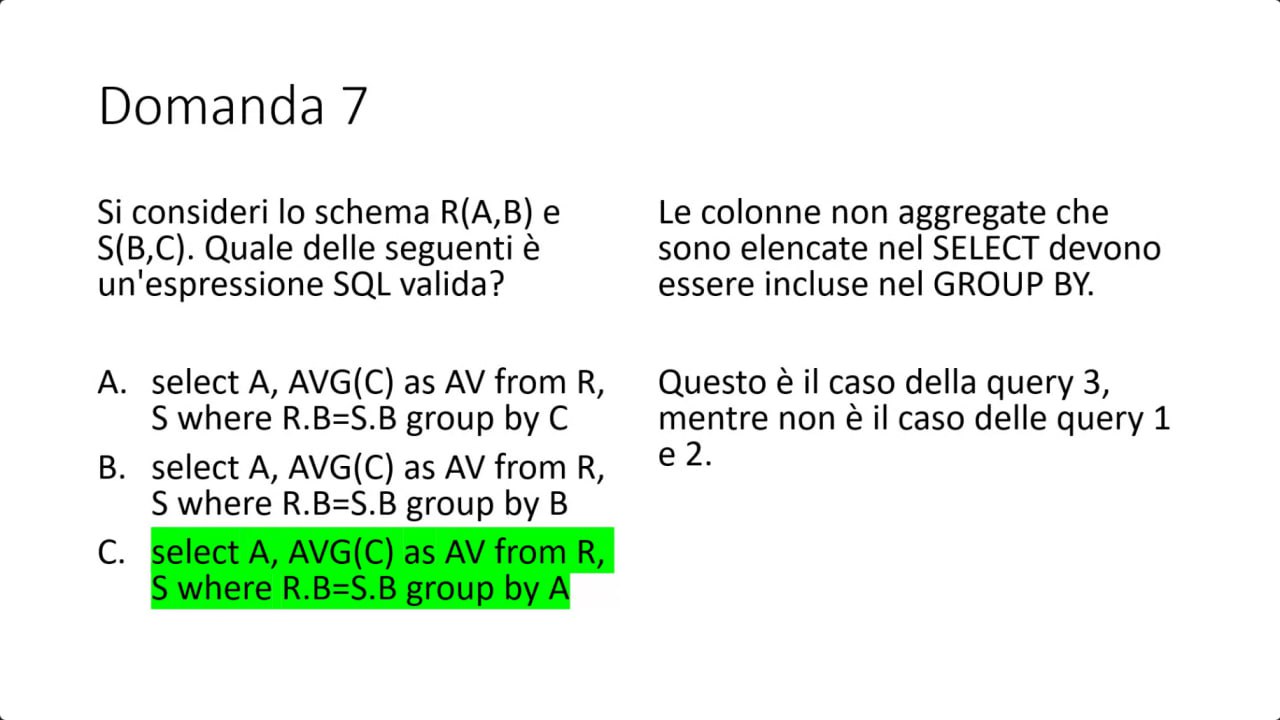 Domanda 7
Si consideri lo schema R(A,B) e
S(B,C). Quale delle seguenti è
un'espressione SQL valida?
A. select A, AVG(C) as AV from R,
S where R.B=S.B group by C
B. select A, AVG(C) as AV from R,
S where R.B=S.B group by B
C. select A, AVG(C) as AV from R,
S where R.B=S.B group by A
Le colonne non aggregate che
sono elencate nel SELECT devono
essere incluse nel GROUP BY.
Questo è il caso della query 3,
mentre non è il caso delle query 1
e 2.